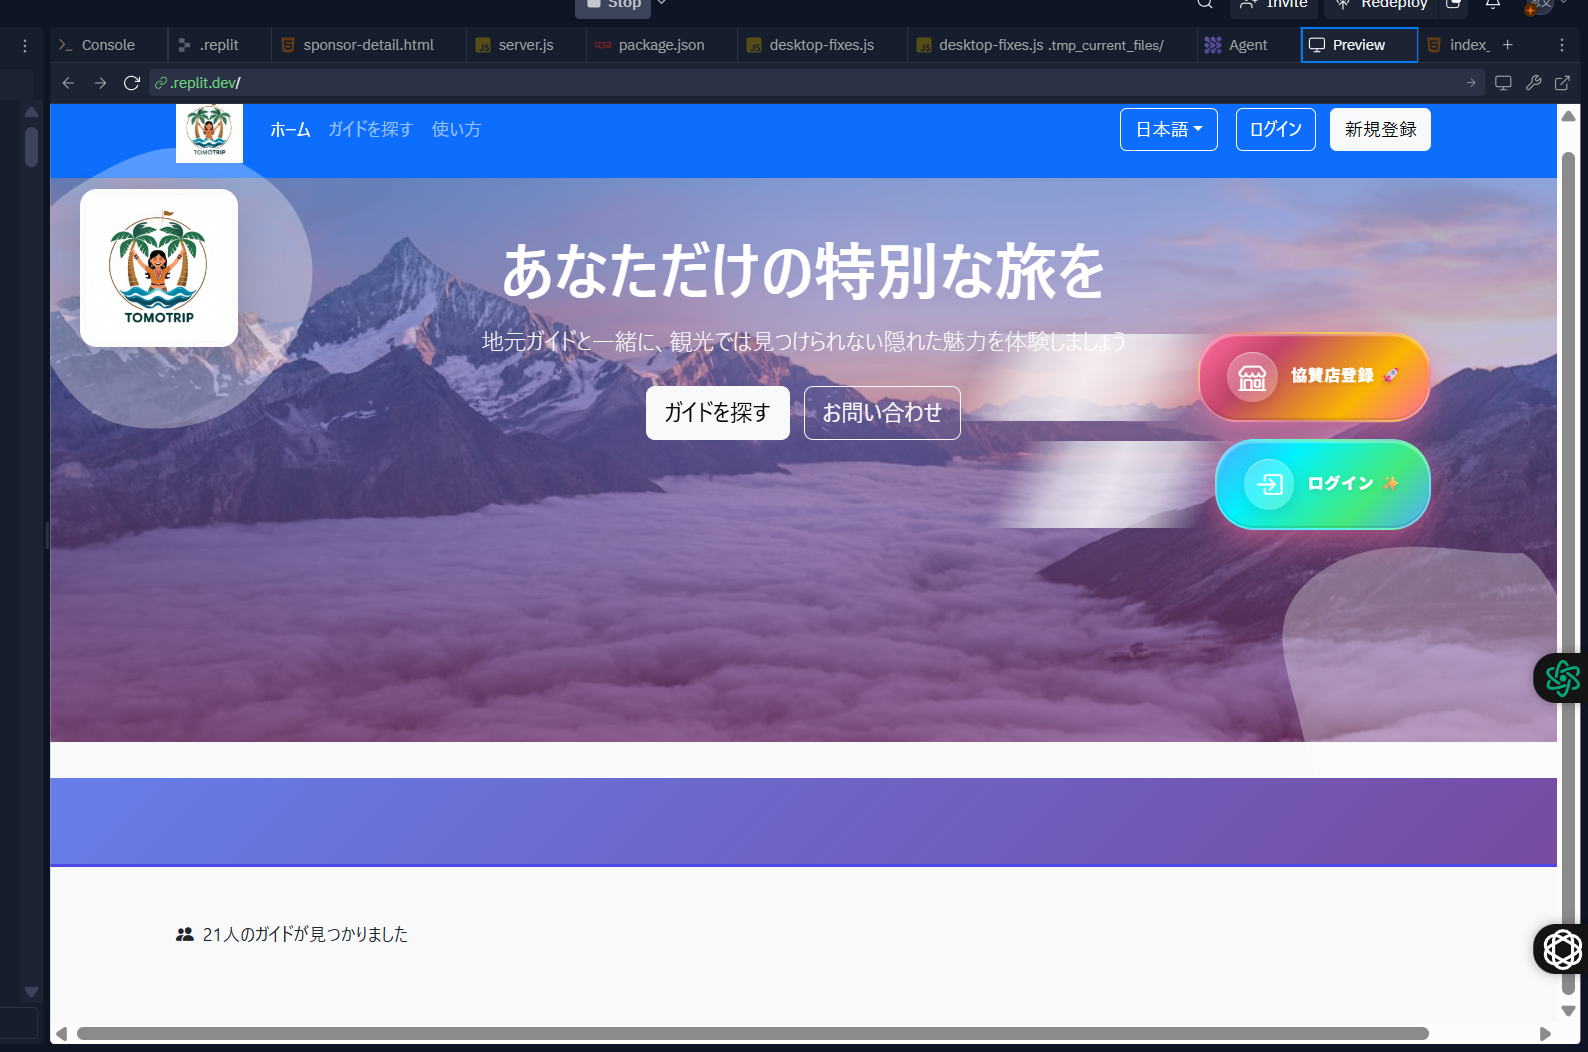 Stop
Invite
Redeploy
Console
.replit
sponsor-detail.html
server.js
package.json
desktop-fixes.js
desktop-fixes.js .tmp_current_files/
Agent
Preview
index_
.replit.dev/
TOMOTRIP
ホーム
ガイドを探す
使い方
日本語
ログイン
新規登録
TOMOTRIP
あなただけの特別な旅を
地元ガイドと一緒に、観光では見つけられない隠れた魅力を体験しましょう
ガイドを探す
お問い合わせ
協賛店登録 🚀
ログイン ✨
21人のガイドが見つかりました